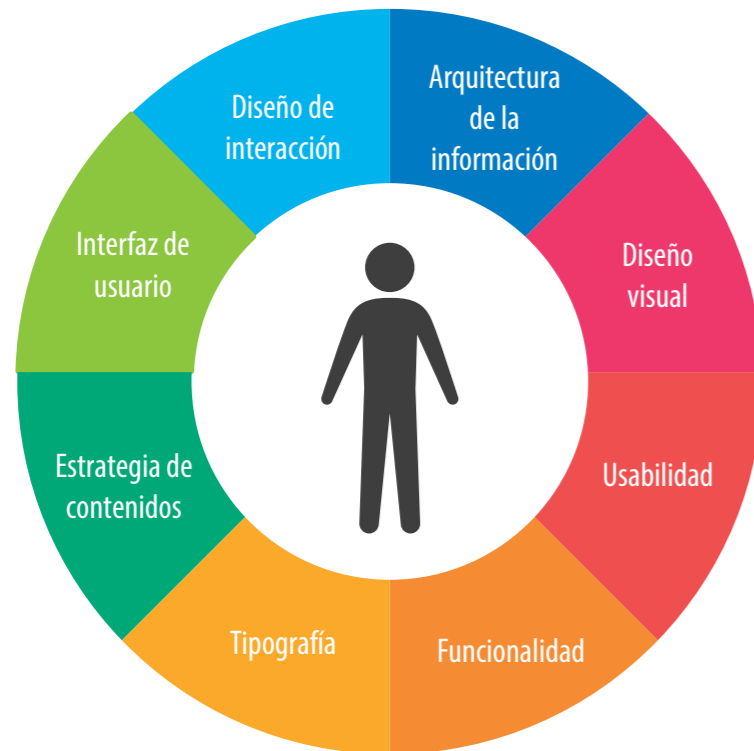 Arquitectura
de la
información
Diseño
visual
Usabilidad
Funcionalidad
Tipografía
Estrategia de
contenidos
Interfaz de
usuario
Diseño de
interacción